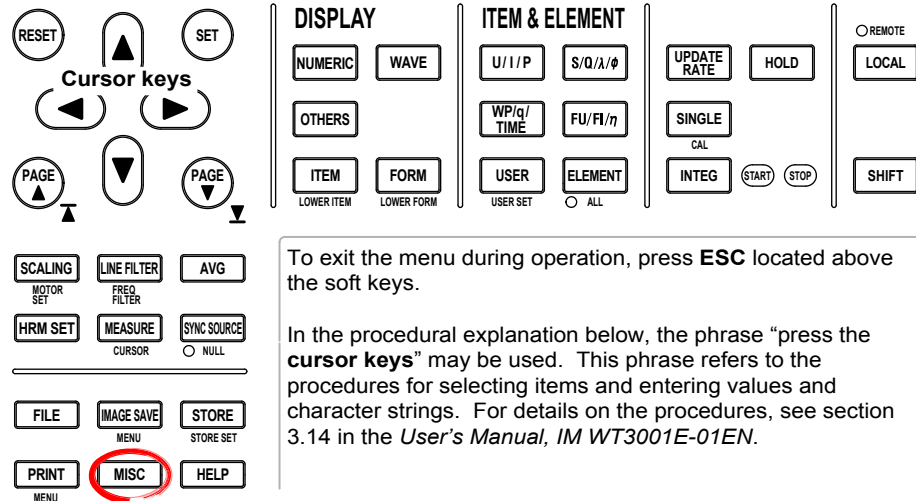 RESET
SET
Cursor keys
PAGE
PAGE
DISPLAY
NUMERIC WAVE
OTHERS
ITEM FORM
LOWER ITEM LOWER FORM
ITEM & ELEMENT
U / I / P S/Q/λ/ϕ
WP/q/
TIME
FU/FI/η
USER ELEMENT
USER SET ALL
UPDATE
RATE
HOLD
SINGLE
CAL
INTEG START STOP
REMOTE
LOCAL
SHIFT
SCALING LINE FILTER AVG
MOTOR
SET
FREQ
FILTER
HRM SET MEASURE SYNC SOURCE
CURSOR NULL
FILE IMAGE SAVE STORE
MENU STORE SET
PRINT MISC HELP
MENU
To exit the menu during operation, press ESC located above
the soft keys.
In the procedural explanation below, the phrase “press the
cursor keys” may be used. This phrase refers to the
procedures for selecting items and entering values and
character strings. For details on the procedures, see section
3.14 in the User’s Manual, IM WT3001E-01EN.